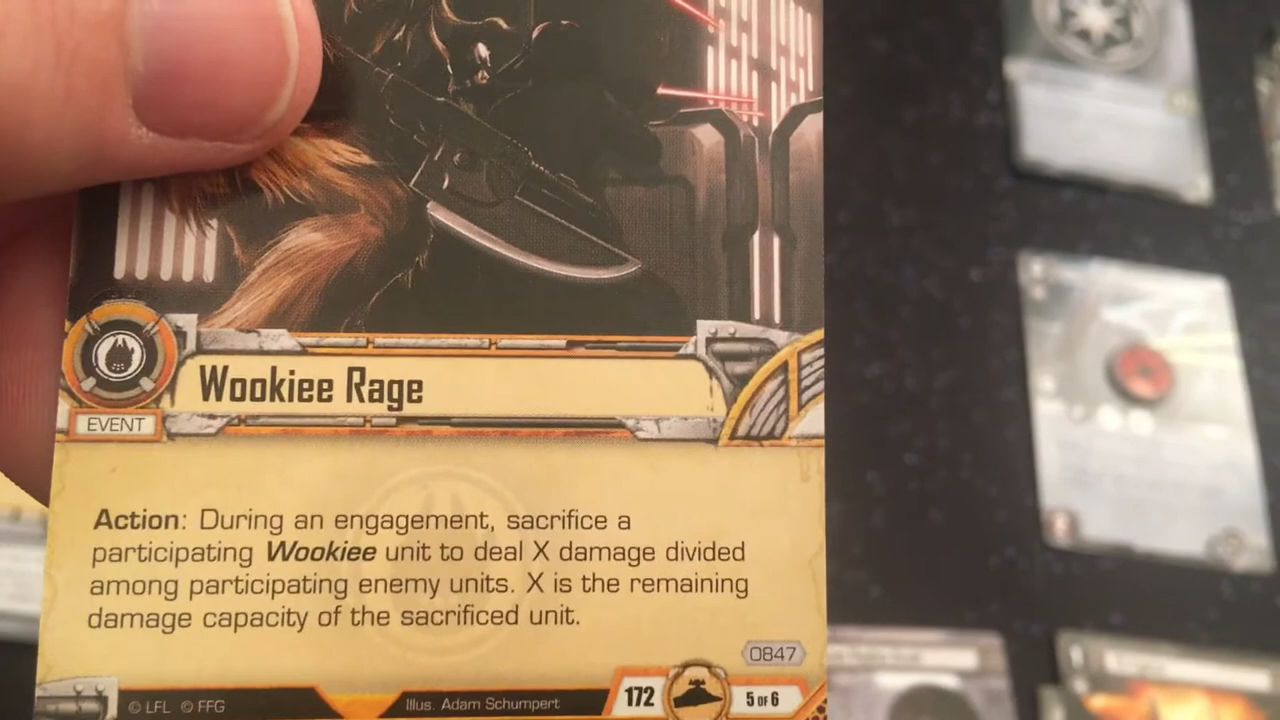 Wookiee Rage
EVENT
Action: During an engagement, sacrifice a
participating Wookiee unit to deal X damage divided
among participating enemy units. X is the remaining
damage capacity of the sacrificed unit.
0847
© LFL © FFG
Illus. Adam Schumpert
172
5 OF 6